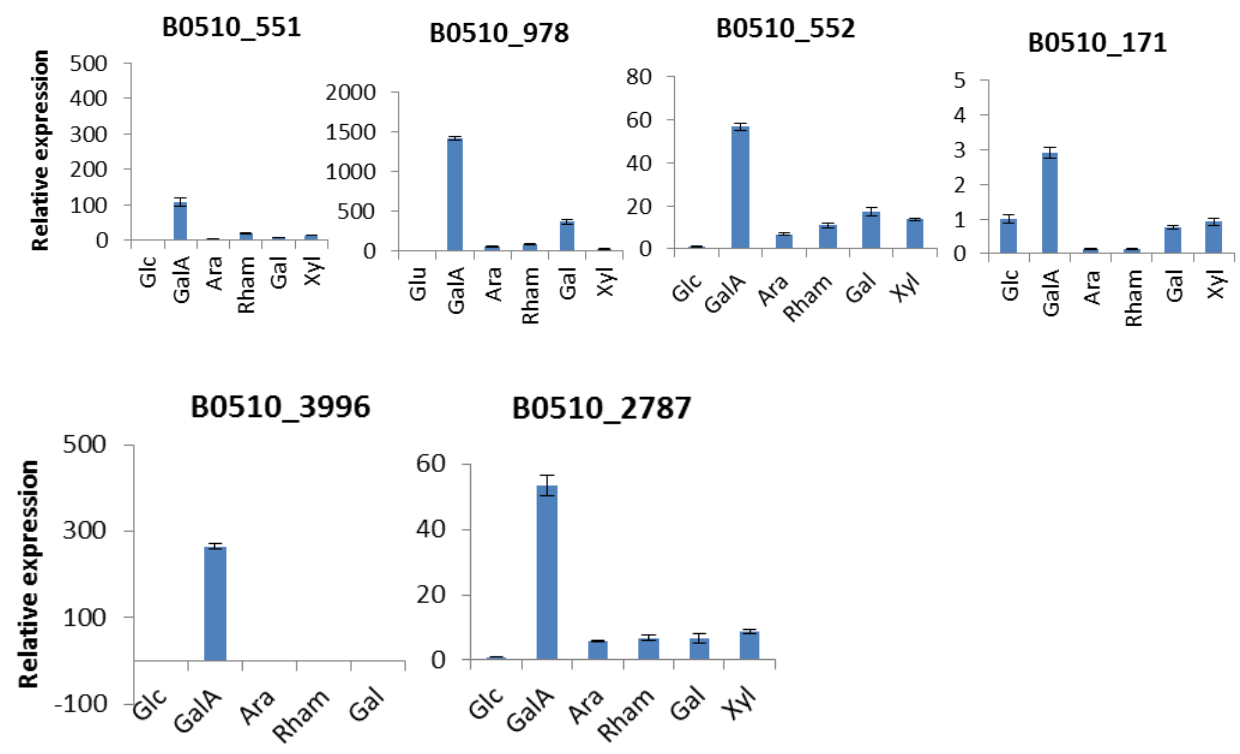 B0510_551
Relative expression
500
400
300
200
100
0
Glc GalA Ara Rham Gal Xyl
B0510_978
2000
1500
1000
500
0
Glu GalA Ara Rham Gal Xyl
B0510_552
80
60
40
20
0
Glc GalA Ara Rham Gal Xyl
B0510_171
5
4
3
2
1
0
Glc GalA Ara Rham Gal Xyl
B0510_3996
Relative expression
500
300
100
-100
Glc GalA Ara Rham Gal
B0510_2787
60
40
20
0
Glc GalA Ara Rham Gal Xyl